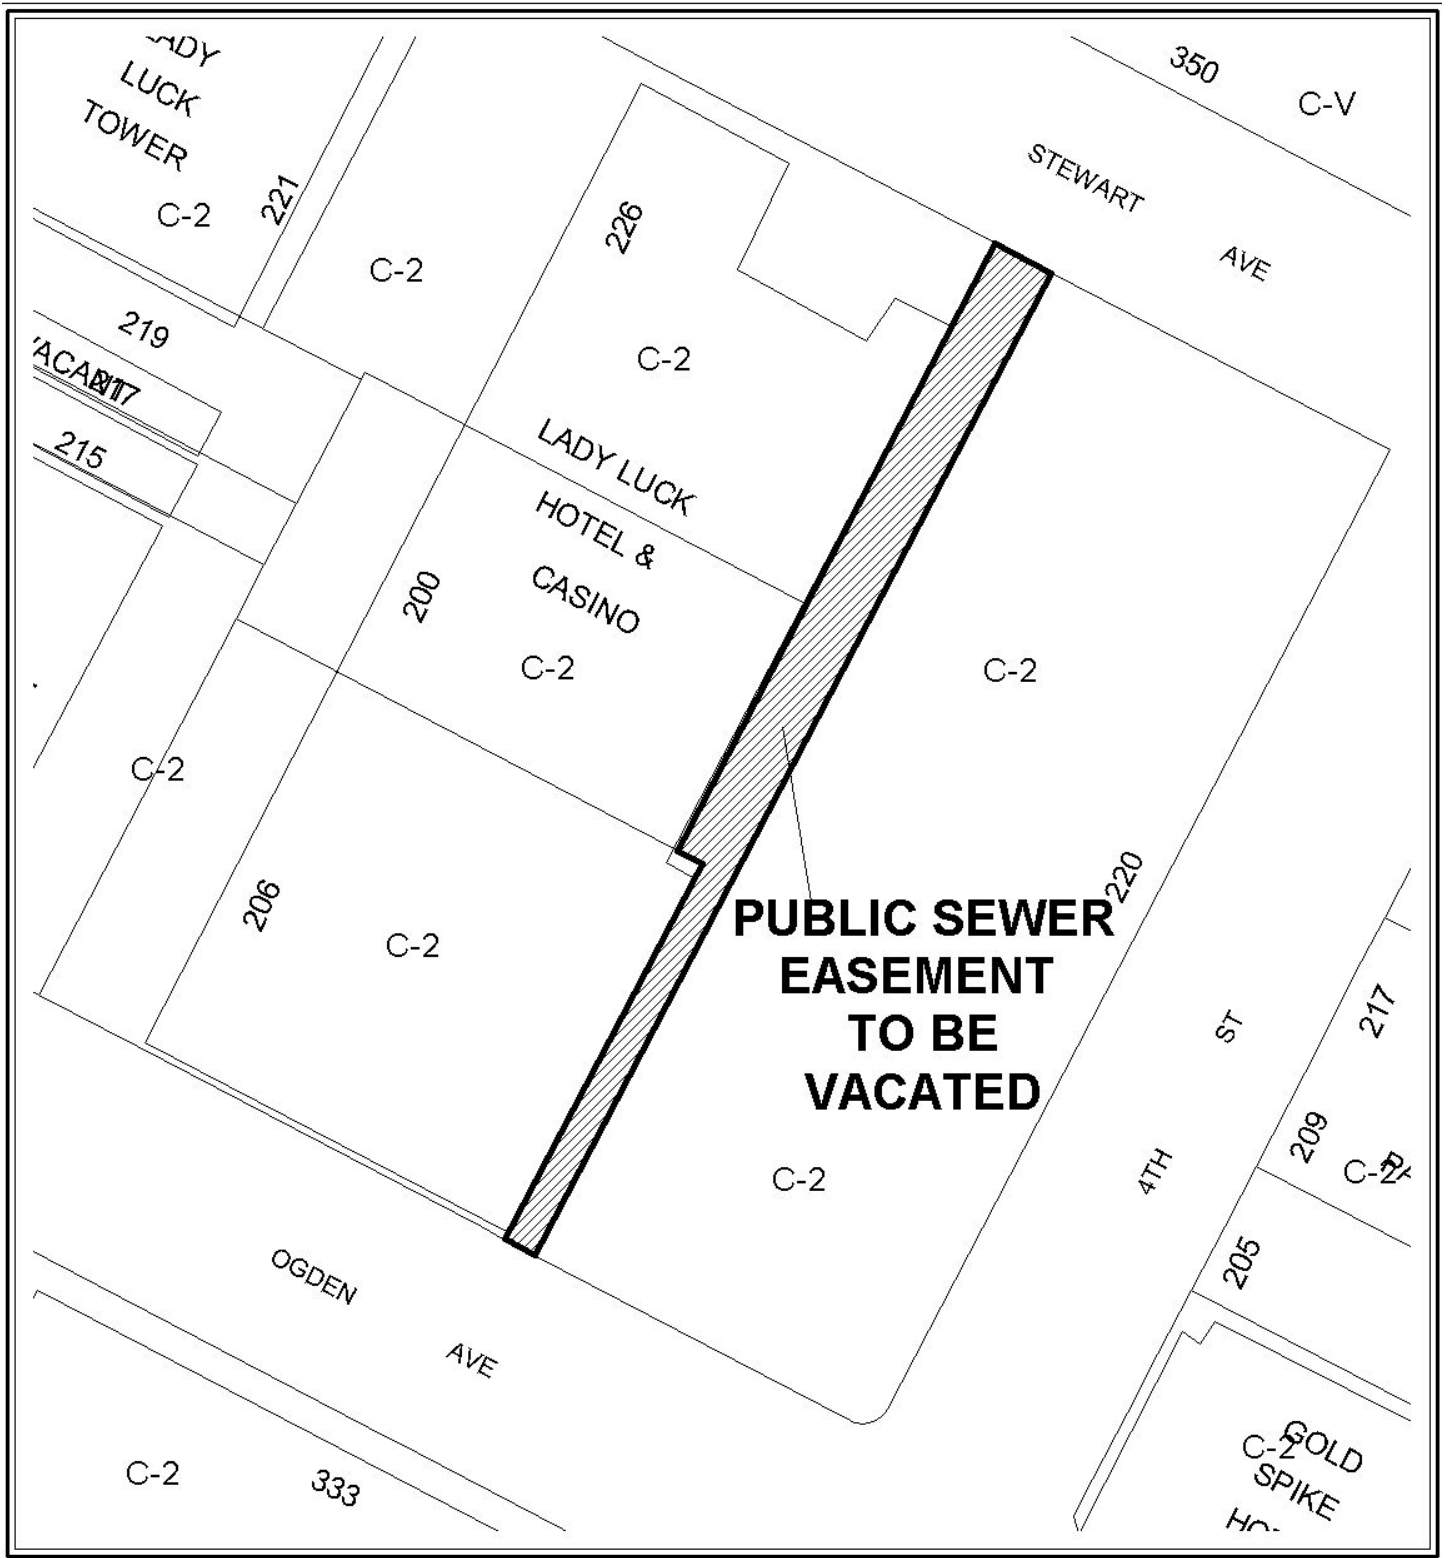 LUCK
TOWER
C-2
221
350
C-V
STEWART
AVE
226
C-2
219
C-2
217
215
LADY LUCK
HOTEL &
CASINO
200
C-2
C-2
C-2
206
C-2
220
PUBLIC SEWER
EASEMENT
TO BE
VACATED
C-2
217
ST
209
C-2
4TH
205
OGDEN
AVE
C-2
333
C-2
GOLD
SPIKE